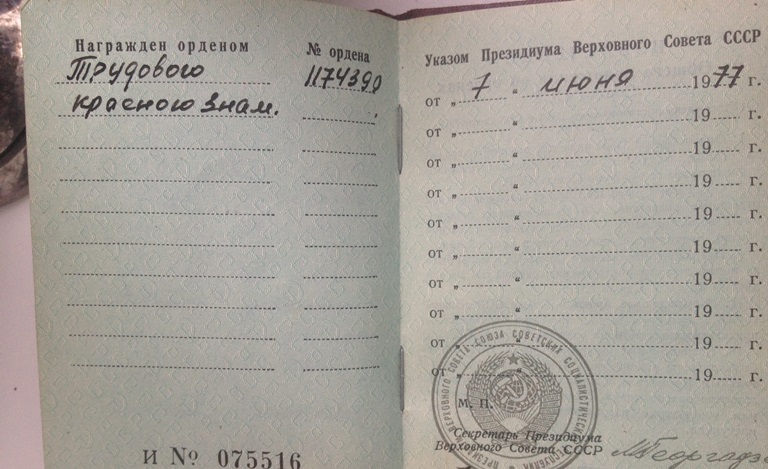 Награжден орденом
№ ордена
Трудового
1174390
красного Знам.
И № 075516
Указом Президиума Верховного Совета СССР
от „ 7 “ июня 1977 г.
от „ “ 19 г.
от „ “ 19 г.
от „ “ 19 г.
от „ “ 19 г.
от „ “ 19 г.
от „ “ 19 г.
от „ “ 19 г.
от „ “ 19 г.
от „ “ 19 г.
М. П.
Секретарь Президиума
Верховного Совета СССР